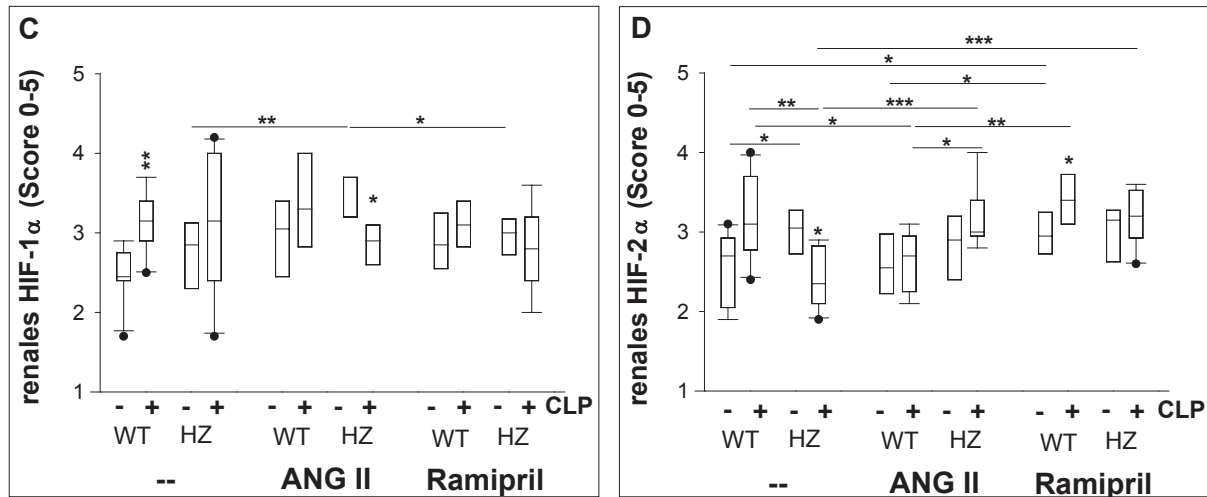 C
renales HIF-1α (Score 0-5)
5
4
3
2
1
**
**
*
*
- + - + - + - + - + - + CLP
WT HZ WT HZ WT HZ
-- ANG II Ramipril
D
renales HIF-2α (Score 0-5)
5
4
3
2
1
***
*
*
** ***
* **
* *
*
*
- + - + - + - + - + - + CLP
WT HZ WT HZ WT HZ
-- ANG II Ramipril